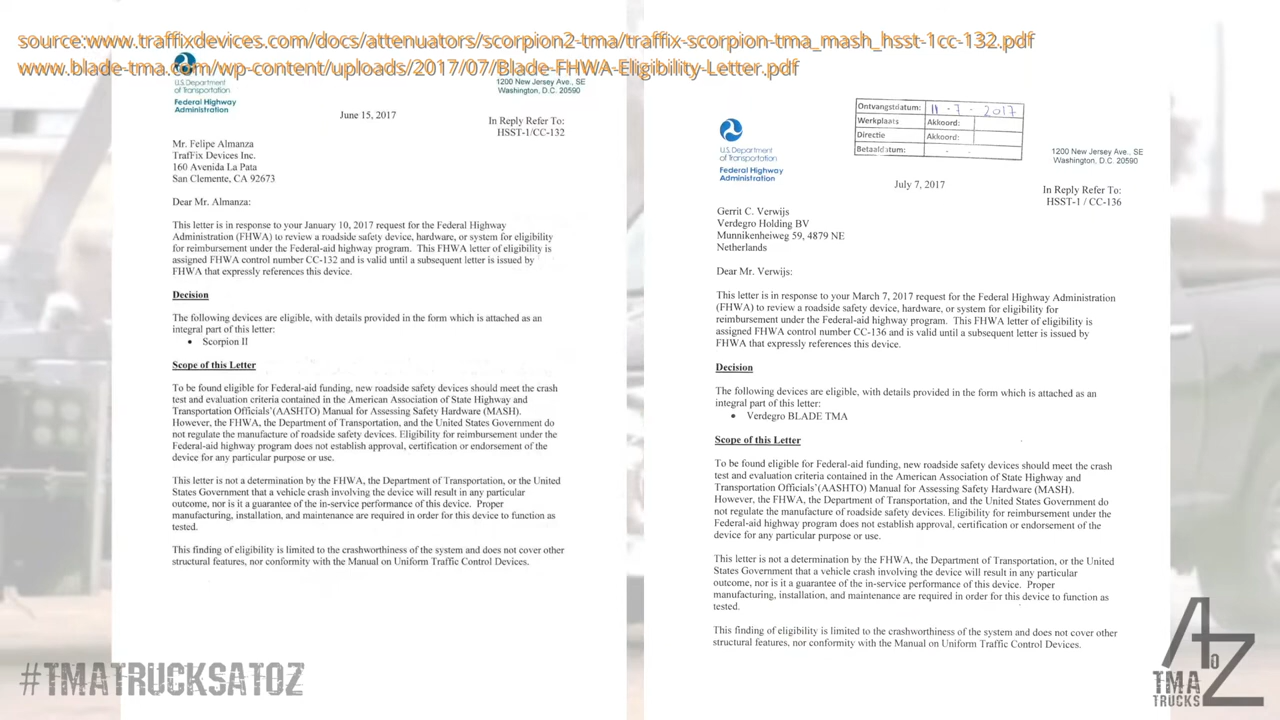 source:www.traffixdevices.com/docs/attenuators/scorpion2-tma/traffix-scorpion-tma_mash_hsst-1cc-132.pdf
www.blade-tma.com/wp-content/uploads/2017/07/Blade-FHWA-Eligibility-Letter.pdf
U.S. Department
of Transportation
Federal Highway
Administration
1200 New Jersey Ave., SE
Washington, D.C. 20590
June 15, 2017
In Reply Refer To:
HSST-1/CC-132
Mr. Felipe Almanza
TrafFix Devices Inc.
160 Avenida La Pata
San Clemente, CA 92673
Dear Mr. Almanza:
This letter is in response to your January 10, 2017 request for the Federal Highway
Administration (FHWA) to review a roadside safety device, hardware, or system for eligibility
for reimbursement under the Federal-aid highway program. This FHWA letter of eligibility is
assigned FHWA control number CC-132 and is valid until a subsequent letter is issued by
FHWA that expressly references this device.
Decision
The following devices are eligible, with details provided in the form which is attached as an
integral part of this letter:
• Scorpion II
Scope of this Letter
To be found eligible for Federal-aid funding, new roadside safety devices should meet the crash
test and evaluation criteria contained in the American Association of State Highway and
Transportation Officials'(AASHTO) Manual for Assessing Safety Hardware (MASH).
However, the FHWA, the Department of Transportation, and the United States Government do
not regulate the manufacture of roadside safety devices. Eligibility for reimbursement under the
Federal-aid highway program does not establish approval, certification or endorsement of the
device for any particular purpose or use.
This letter is not a determination by the FHWA, the Department of Transportation, or the United
States Government that a vehicle crash involving the device will result in any particular
outcome, nor is it a guarantee of the in-service performance of this device. Proper
manufacturing, installation, and maintenance are required in order for this device to function as
tested.
This finding of eligibility is limited to the crashworthiness of the system and does not cover other
structural features, nor conformity with the Manual on Uniform Traffic Control Devices.
Ontvangstdatum: 11 - 7 - 2017
Werkplaats Akkoord:
Directie Akkoord:
Betaaldatum: - -
U.S. Department
of Transportation
Federal Highway
Administration
1200 New Jersey Ave., SE
Washington, D.C. 20590
July 7, 2017
In Reply Refer To:
HSST-1 / CC-136
Gerrit C. Verwijs
Verdegro Holding BV
Munnikenheiweg 59, 4879 NE
Netherlands
Dear Mr. Verwijs:
This letter is in response to your March 7, 2017 request for the Federal Highway Administration
(FHWA) to review a roadside safety device, hardware, or system for eligibility for
reimbursement under the Federal-aid highway program. This FHWA letter of eligibility is
assigned FHWA control number CC-136 and is valid until a subsequent letter is issued by
FHWA that expressly references this device.
Decision
The following devices are eligible, with details provided in the form which is attached as an
integral part of this letter:
• Verdegro BLADE TMA
Scope of this Letter
To be found eligible for Federal-aid funding, new roadside safety devices should meet the crash
test and evaluation criteria contained in the American Association of State Highway and
Transportation Officials'(AASHTO) Manual for Assessing Safety Hardware (MASH).
However, the FHWA, the Department of Transportation, and the United States Government do
not regulate the manufacture of roadside safety devices. Eligibility for reimbursement under the
Federal-aid highway program does not establish approval, certification or endorsement of the
device for any particular purpose or use.
This letter is not a determination by the FHWA, the Department of Transportation, or the United
States Government that a vehicle crash involving the device will result in any particular
outcome, nor is it a guarantee of the in-service performance of this device. Proper
manufacturing, installation, and maintenance are required in order for this device to function as
tested.
This finding of eligibility is limited to the crashworthiness of the system and does not cover other
structural features, nor conformity with the Manual on Uniform Traffic Control Devices.
#TMATRUCKSATOZ
A TO Z
TMA
TRUCKS